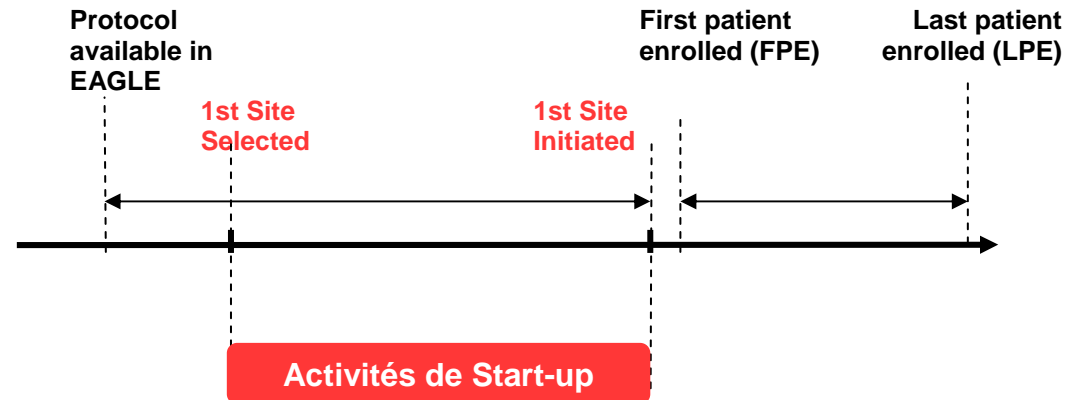 Protocol
available in
EAGLE
First patient
enrolled (FPE)
Last patient
enrolled (LPE)
1st Site
Selected
1st Site
Initiated
Activités de Start-up